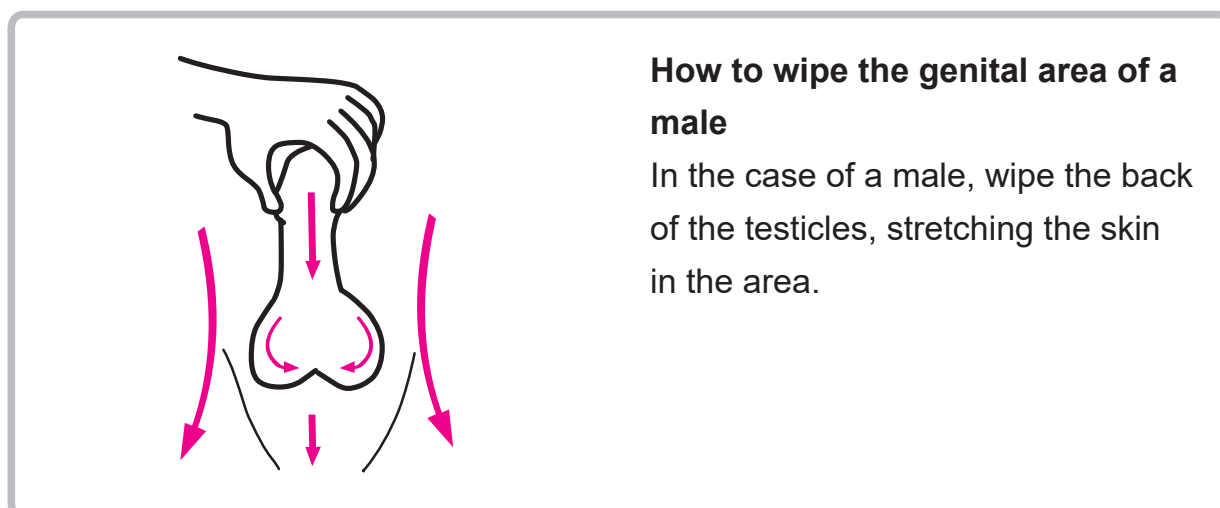 How to wipe the genital area of a
male
In the case of a male, wipe the back
of the testicles, stretching the skin
in the area.